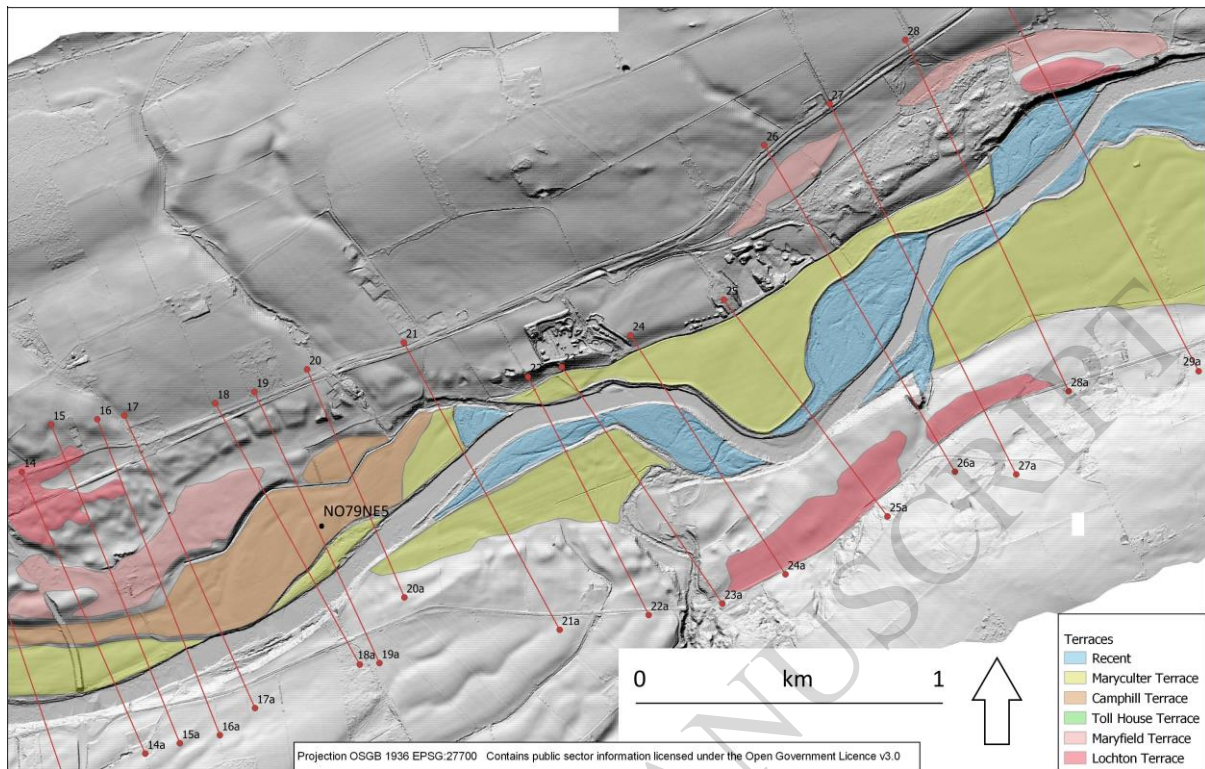 28
27
26
25
24
21
22
20
19
18
17
16
15
14
NO79NE5
29a
28a
27a
26a
25a
24a
23a
22a
21a
20a
19a
18a
17a
16a
15a
14a
0 km 1
Terraces
Recent
Maryculter Terrace
Camphill Terrace
Toll House Terrace
Maryfield Terrace
Lochton Terrace
Projection OSGB 1936 EPSG:27700 Contains public sector information licensed under the Open Government Licence v3.0